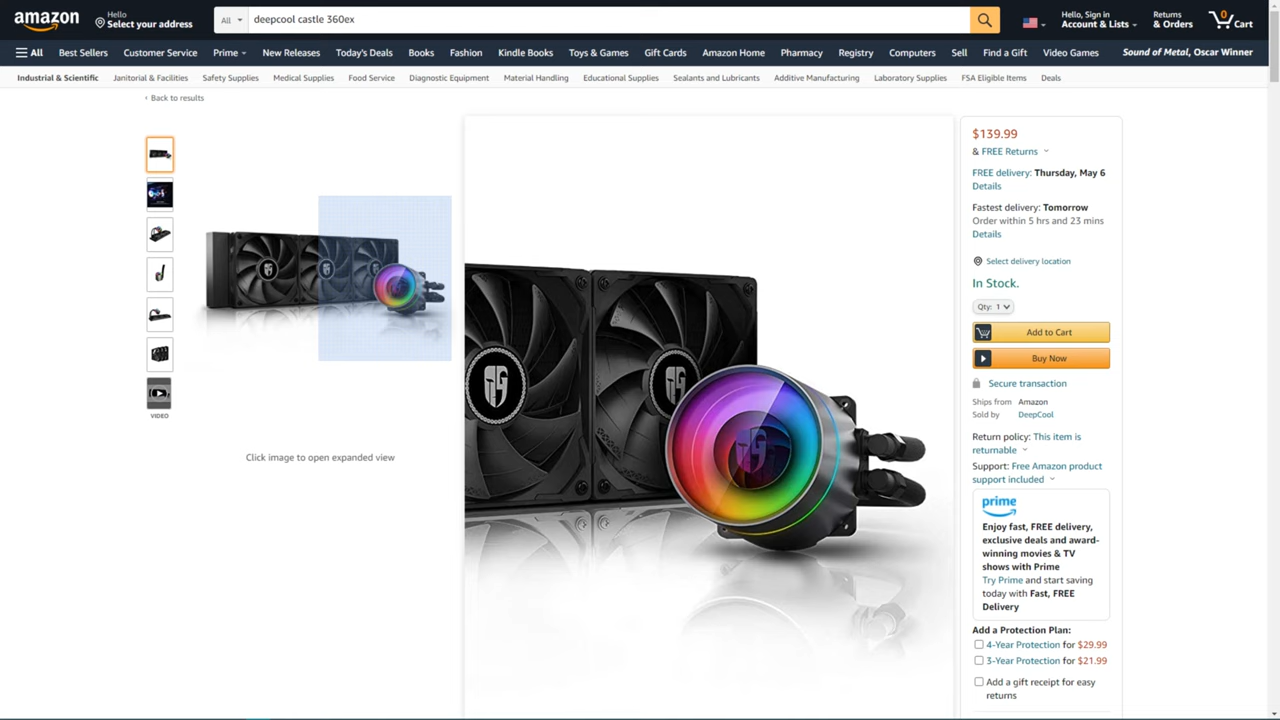 amazon
Hello
Select your address
All
deepcool castle 360ex
Hello, Sign in
Account & Lists
Returns
& Orders
0
Cart
All
Best Sellers
Customer Service
Prime
New Releases
Today's Deals
Books
Fashion
Kindle Books
Toys & Games
Gift Cards
Amazon Home
Pharmacy
Registry
Computers
Sell
Find a Gift
Video Games
Sound of Metal, Oscar Winner
Industrial & Scientific
Janitorial & Facilities
Safety Supplies
Medical Supplies
Food Service
Diagnostic Equipment
Material Handling
Educational Supplies
Sealants and Lubricants
Additive Manufacturing
Laboratory Supplies
FSA Eligible Items
Deals
‹ Back to results
VIDEO
Click image to open expanded view
$139.99
& FREE Returns
FREE delivery: Thursday, May 6
Details
Fastest delivery: Tomorrow
Order within 5 hrs and 23 mins
Details
Select delivery location
In Stock.
Qty: 1
Add to Cart
Buy Now
Secure transaction
Ships from Amazon
Sold by DeepCool
Return policy: This item is
returnable
Support: Free Amazon product
support included
prime
Enjoy fast, FREE delivery,
exclusive deals and award-
winning movies & TV
shows with Prime
Try Prime and start saving
today with Fast, FREE
Delivery
Add a Protection Plan:
4-Year Protection for $29.99
3-Year Protection for $21.99
Add a gift receipt for easy
returns